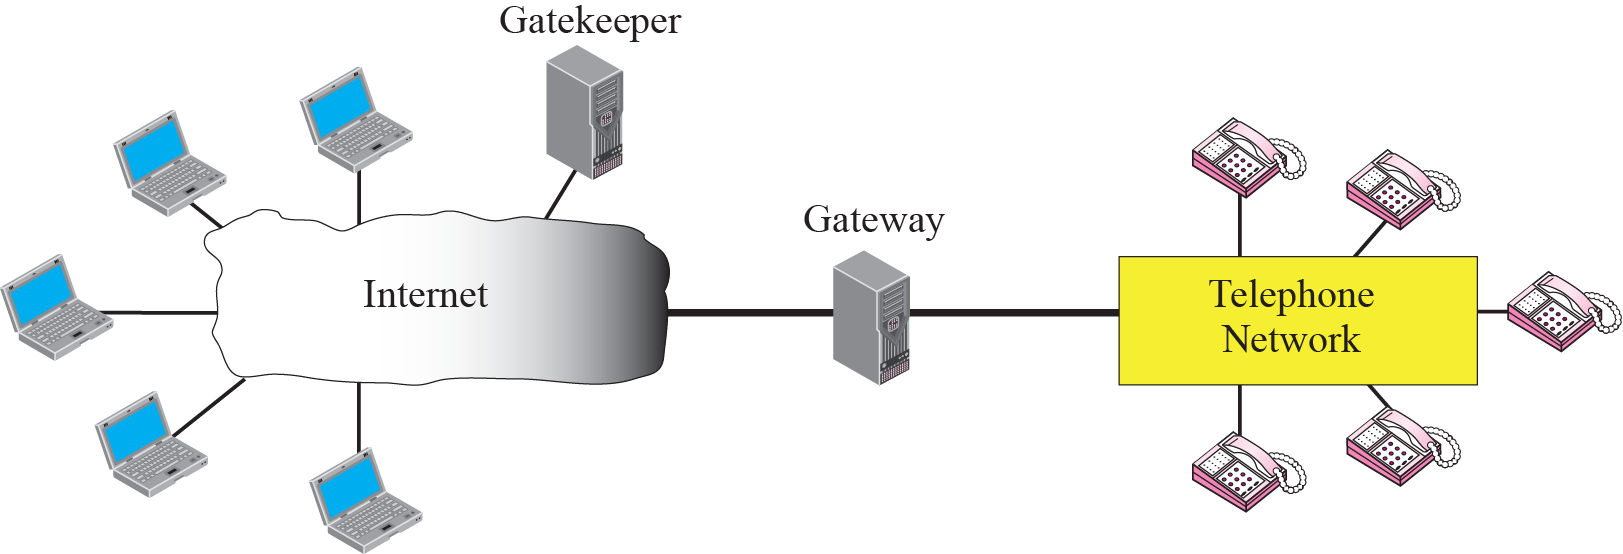 Gatekeeper
Gateway
Internet
Telephone
Network